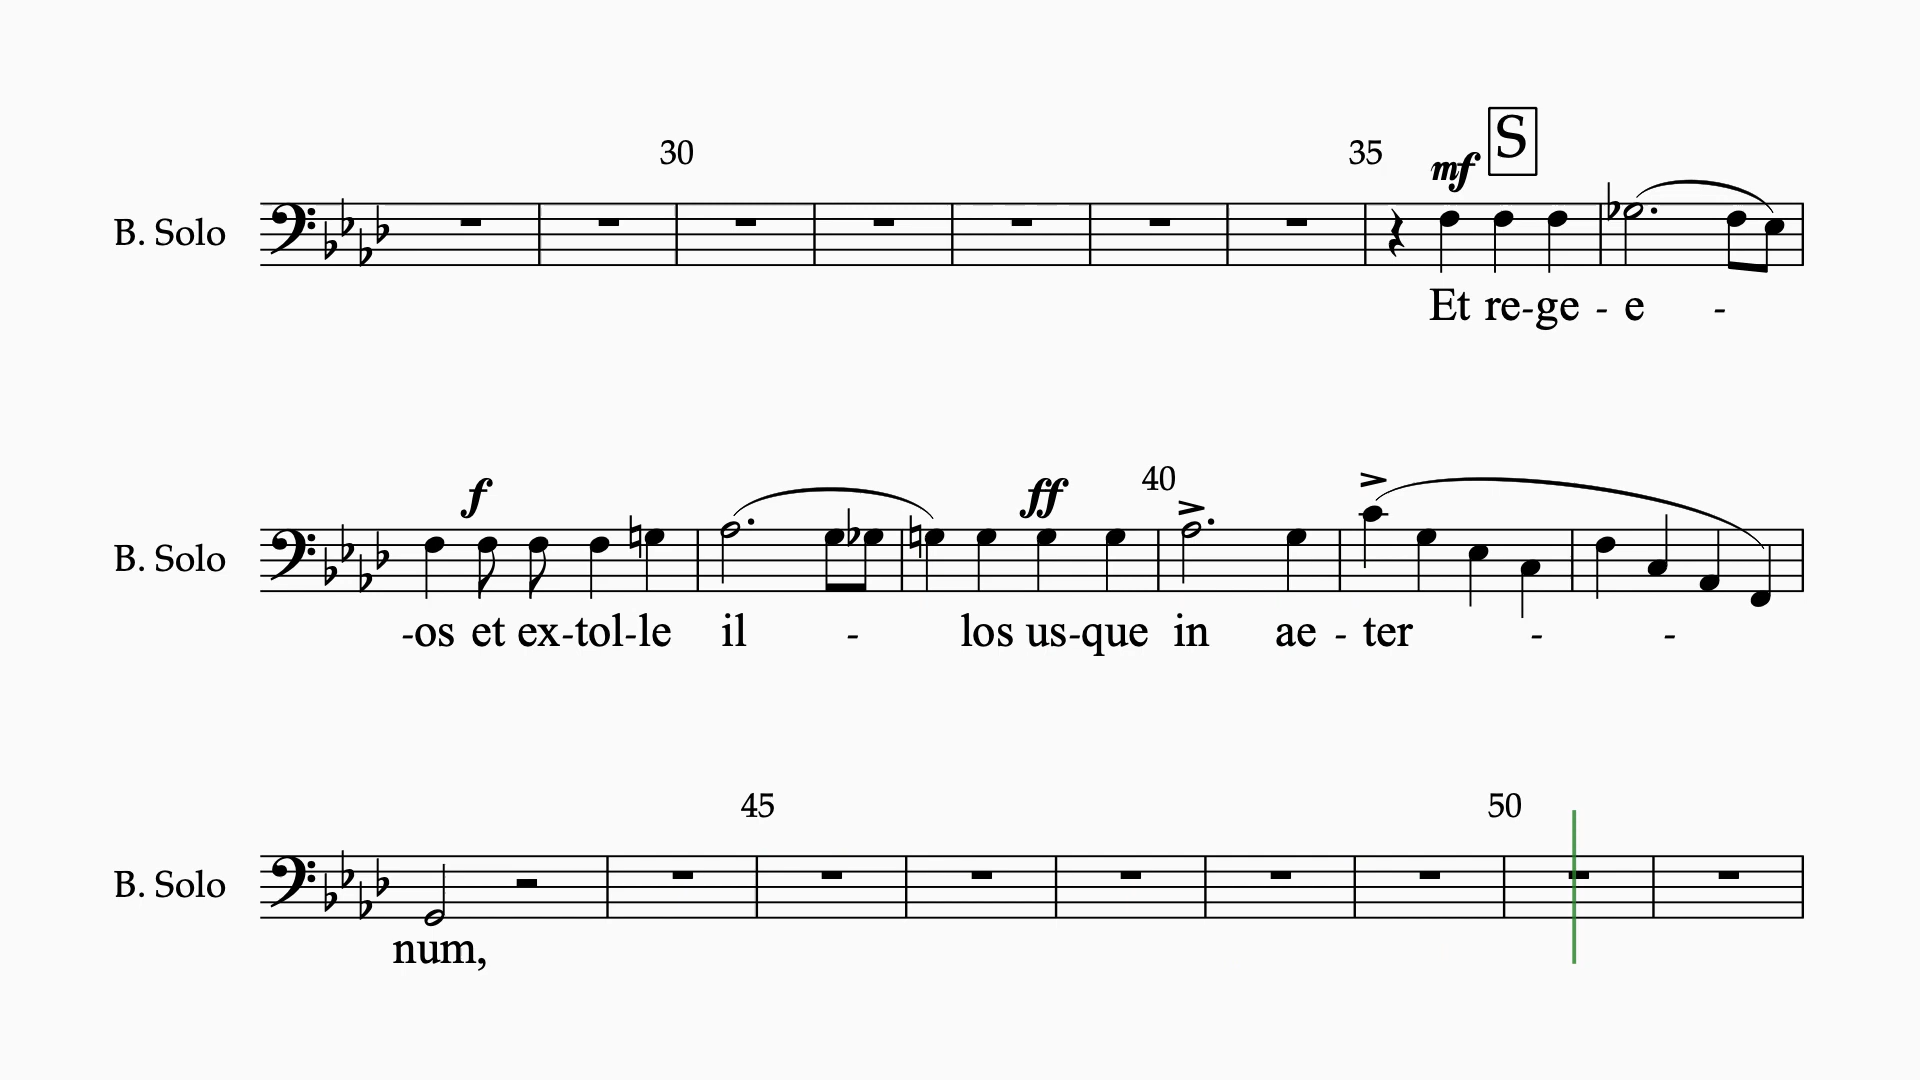 S
30 35 mf
B. Solo
Et re-ge - e -
f ff 40
B. Solo
-os et ex-tol-le il - los us-que in ae - ter - -
45 50
B. Solo
num,